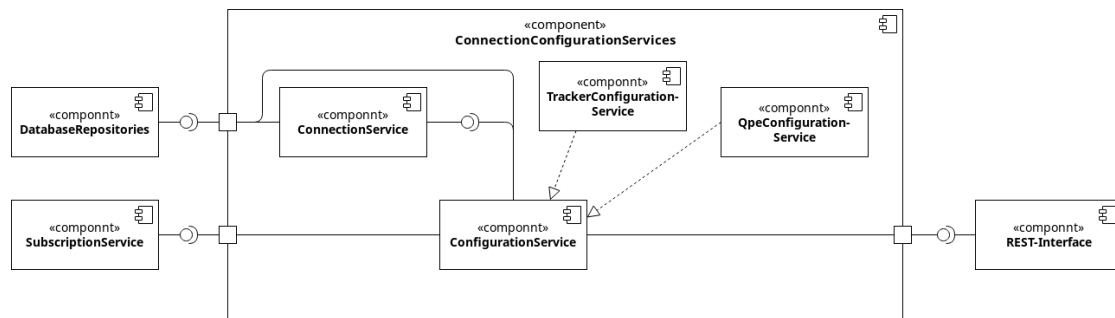 «component»
ConnectionConfigurationServices
«componnt»
TrackerConfiguration-
Service
«componnt»
QpeConfiguration-
Service
«componnt»
DatabaseRepositories
«componnt»
ConnectionService
«componnt»
SubscriptionService
«componnt»
ConfigurationService
«componnt»
REST-Interface